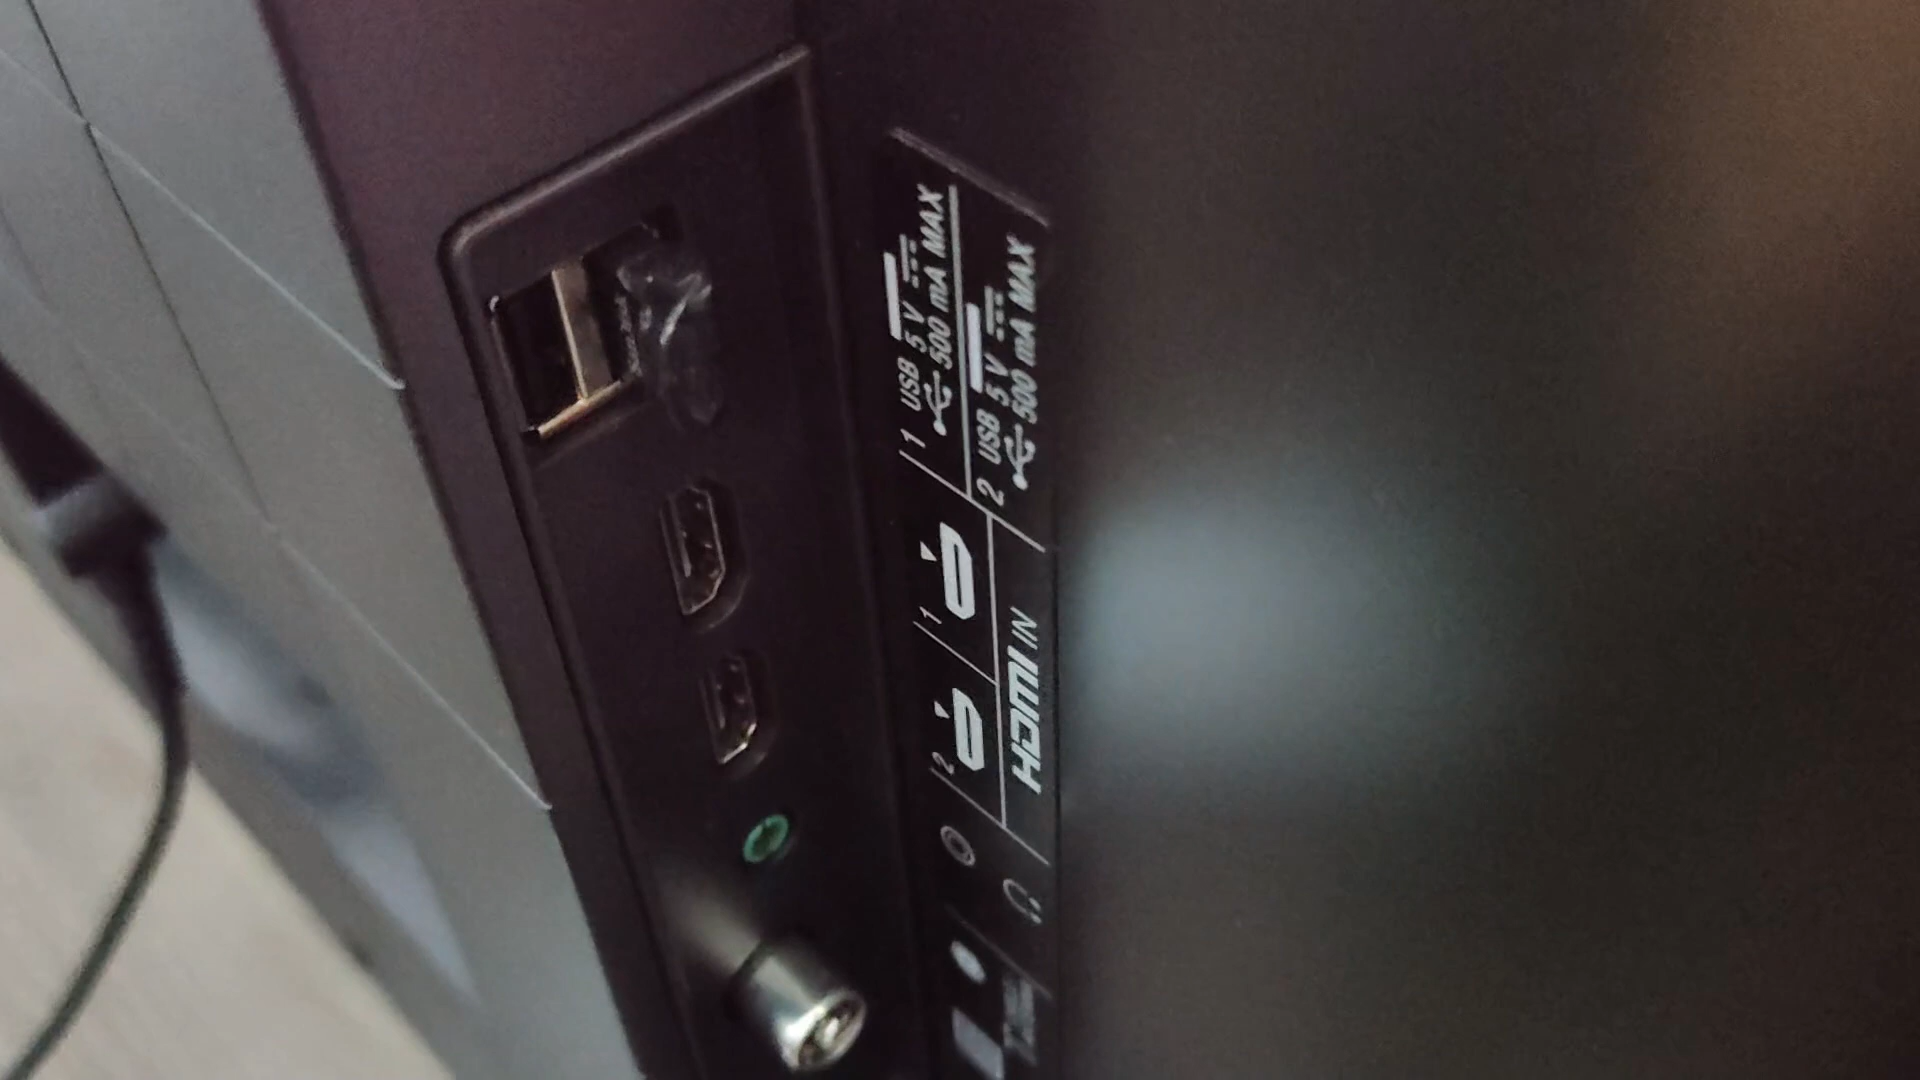 1 USB 5 V
500 mA MAX
2 USB 5 V
500 mA MAX
1
2
HDMI IN